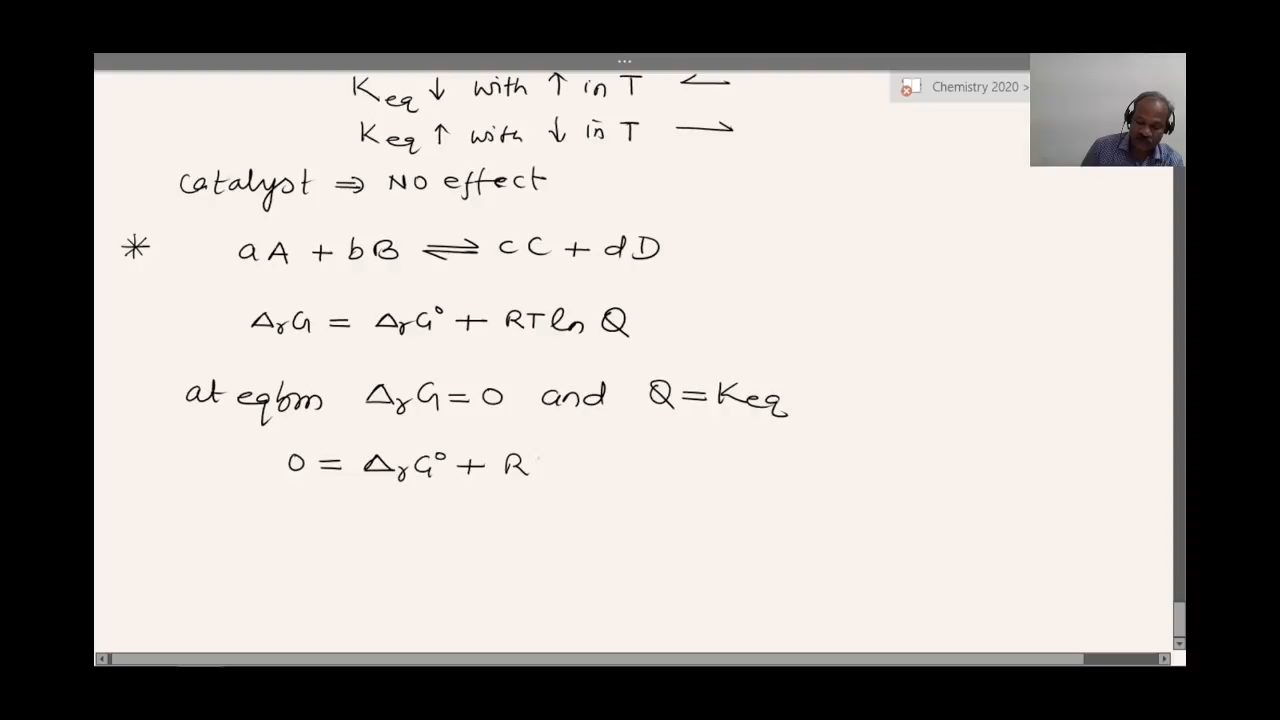 Keq ↓ with ↑ in T ↼
Chemistry 2020 >
Keq ↑ with ↓ in T ⇀
catalyst ⇒ NO effect
* aA + bB ⇌ cC + dD
ΔrG = ΔrG° + RT ln Q
at eqbm ΔrG = 0 and Q = Keq
0 = ΔrG° + R